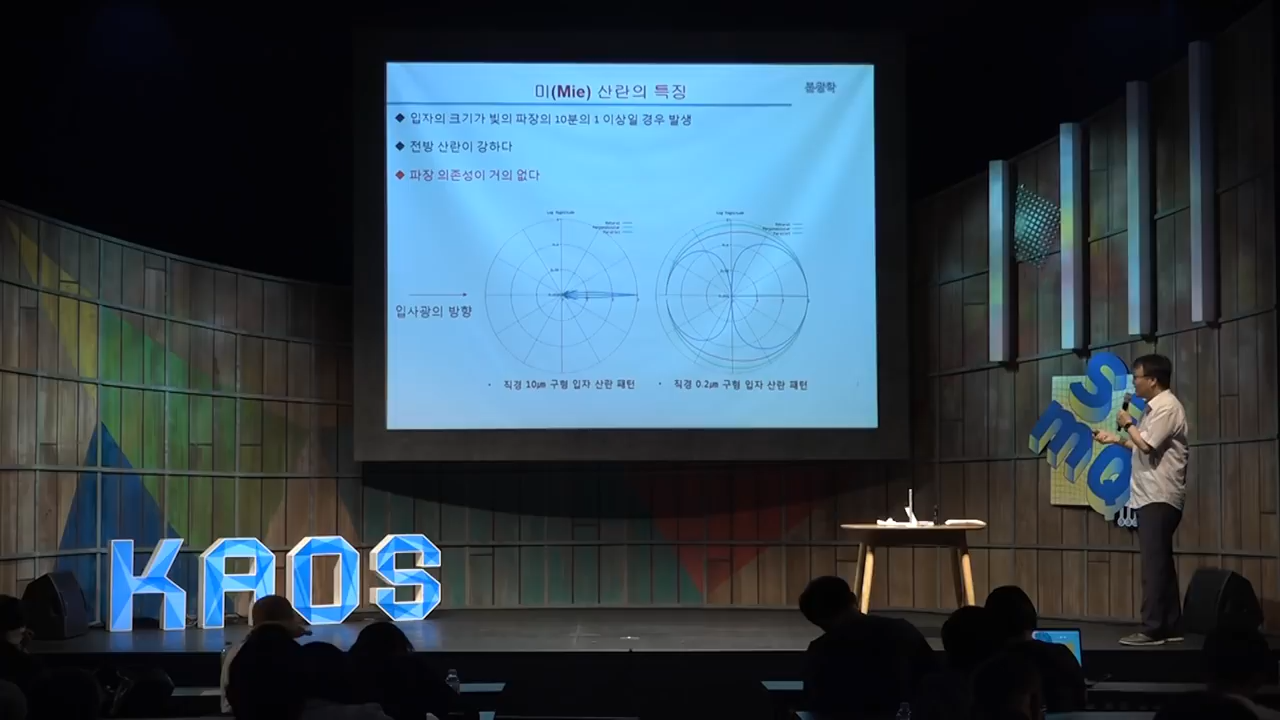 미(Mie) 산란의 특징
봄광학
입자의 크기가 빛의 파장의 10분의 1 이상일 경우 발생
전방 산란이 강하다
파장 의존성이 거의 없다
입사광의 방향
직경 10μm 구형 입자 산란 패턴
직경 0.2μm 구형 입자 산란 패턴
KAOS